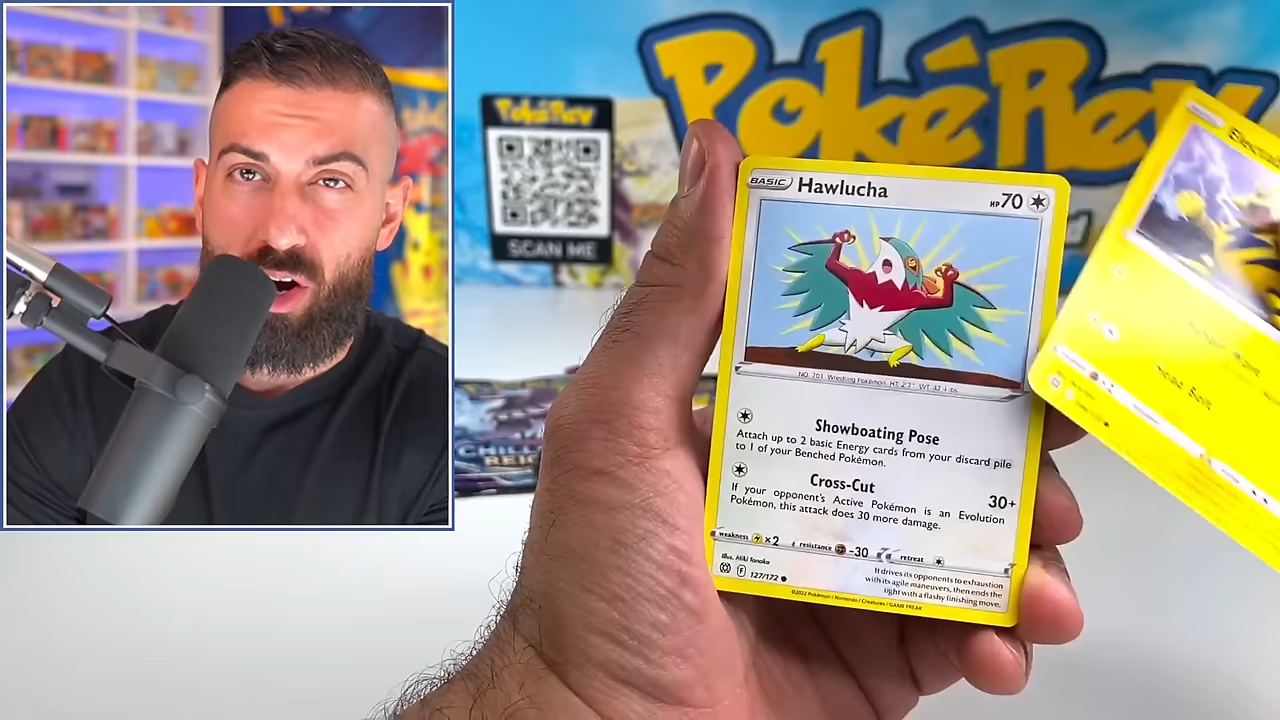 PokéRev
PokéRev
SCAN ME
BASIC Hawlucha
HP 70
NO. 701 Wrestling Pokémon HT: 2'7" WT: 47.4 lbs
Showboating Pose
Attach up to 2 basic Energy cards from your discard pile
to 1 of your Benched Pokémon.
Cross-Cut 30+
If your opponent's Active Pokémon is an Evolution
Pokémon, this attack does 30 more damage.
weakness ×2 resistance -30 retreat
F 127/172
It drives its opponents to exhaustion
with its agile maneuvers, then ends the
fight with a flashy finishing move.
©2022 Pokémon / Nintendo / Creatures / GAME FREAK